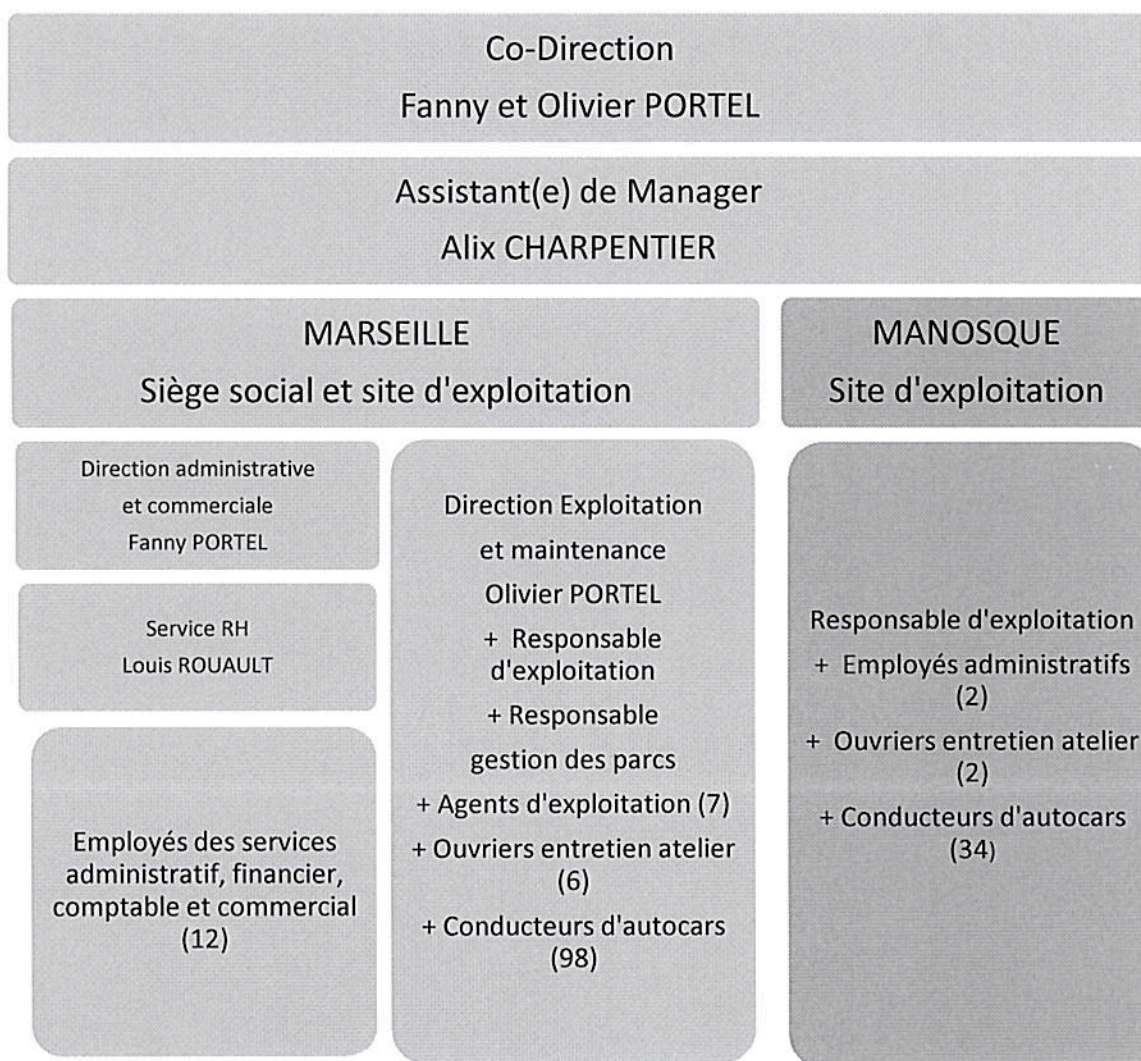 Co-Direction
Fanny et Olivier PORTEL
Assistant(e) de Manager
Alix CHARPENTIER
MARSEILLE
Siège social et site d'exploitation
MANOSQUE
Site d'exploitation
Direction administrative
et commerciale
Fanny PORTEL
Service RH
Louis ROUAULT
Employés des services
administratif, financier,
comptable et commercial
(12)
Direction Exploitation
et maintenance
Olivier PORTEL
+ Responsable
d'exploitation
+ Responsable
gestion des parcs
+ Agents d'exploitation (7)
+ Ouvriers entretien atelier
(6)
+ Conducteurs d'autocars
(98)
Responsable d'exploitation
+ Employés administratifs
(2)
+ Ouvriers entretien atelier
(2)
+ Conducteurs d'autocars
(34)